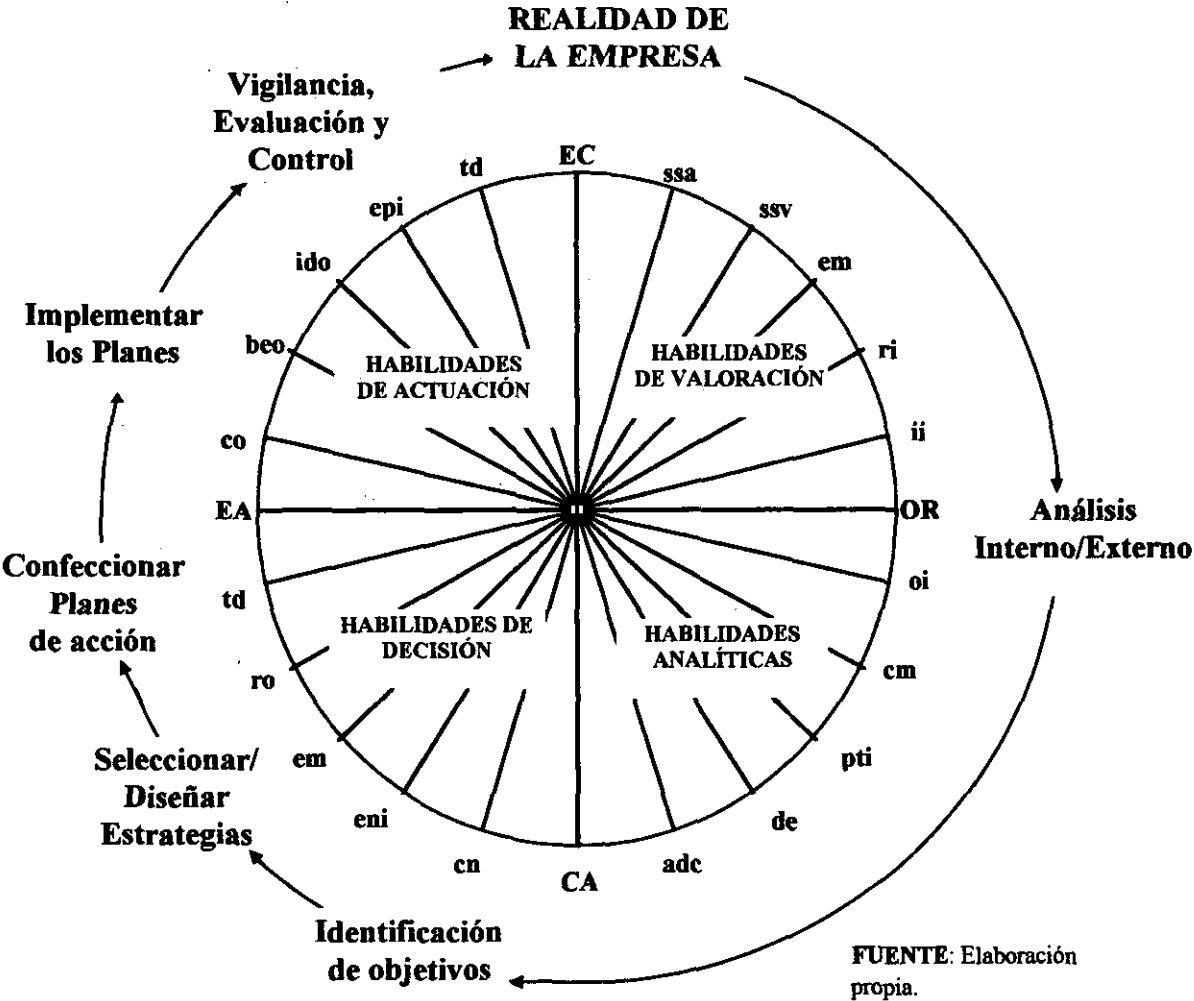 REALIDAD DE
LA EMPRESA
Vigilancia,
Evaluación y
Control
td
EC
ssa
epi
ssv
ido
em
Implementar
los Planes
beo
HABILIDADES
DE ACTUACIÓN
HABILIDADES
DE VALORACIÓN
ri
co
ii
EA
OR
Análisis
Interno/Externo
Confeccionar
Planes
de acción
td
oi
HABILIDADES DE
DECISIÓN
HABILIDADES
ANALÍTICAS
ro
cm
Seleccionar/
Diseñar
Estrategias
em
pti
eni
de
cn
CA
adc
Identificación
de objetivos
FUENTE: Elaboración
propia.